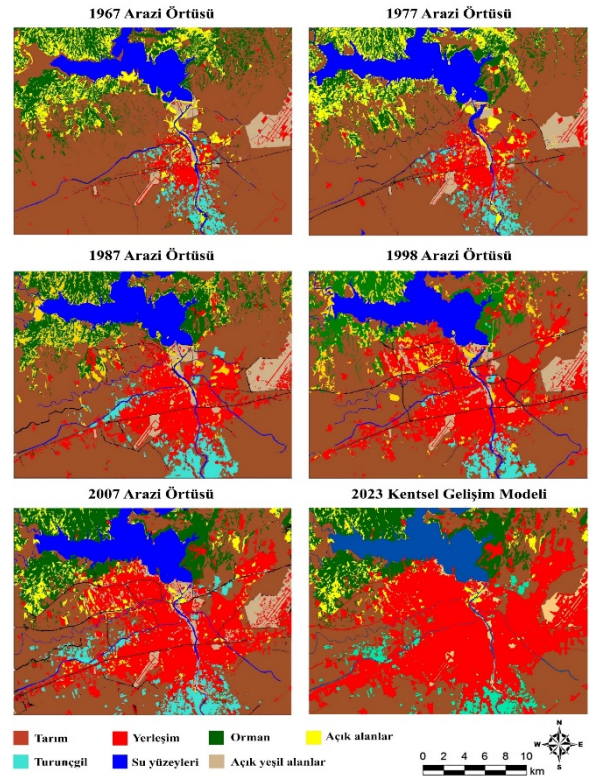 1967 Arazi Örtüsü 1977 Arazi Örtüsü
1987 Arazi Örtüsü 1998 Arazi Örtüsü
2007 Arazi Örtüsü 2023 Kentsel Gelişim Modeli
Tarım Yerleşim Orman Açık alanlar
Turunçgil Su yüzeyleri Açık yeşil alanlar
N
W E
S
0 2 4 6 8 10
km